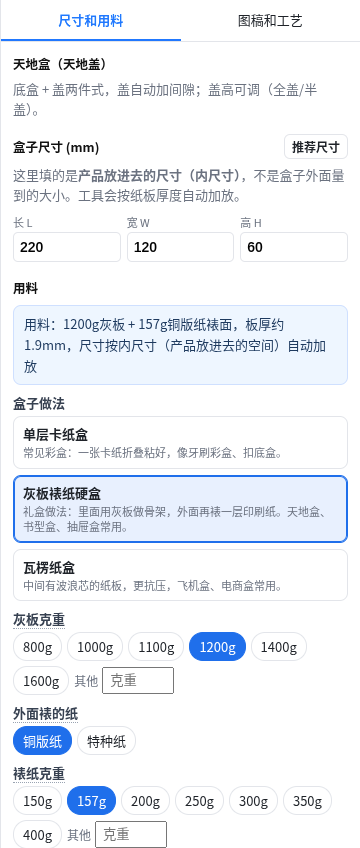 尺寸和用料
图稿和工艺
天地盒（天地盖）
底盒 + 盖两件式，盖自动加间隙；盖高可调（全盖/半
盖）。
盒子尺寸 (mm)
推荐尺寸
这里填的是产品放进去的尺寸（内尺寸），不是盒子外面量
到的大小。工具会按纸板厚度自动加放。
长 L
宽 W
高 H
220
120
60
用料
用料：1200g灰板 + 157g铜版纸裱面，板厚约
1.9mm，尺寸按内尺寸（产品放进去的空间）自动加
放
盒子做法
单层卡纸盒
常见彩盒：一张卡纸折叠粘好，像牙刷彩盒、扣底盒。
灰板裱纸硬盒
礼盒做法：里面用灰板做骨架，外面再裱一层印刷纸。天地盒、
书型盒、抽屉盒常用。
瓦楞纸盒
中间有波浪芯的纸板，更抗压，飞机盒、电商盒常用。
灰板克重
800g
1000g
1100g
1200g
1400g
1600g
其他
克重
外面裱的纸
铜版纸
特种纸
裱纸克重
150g
157g
200g
250g
300g
350g
400g
其他
克重